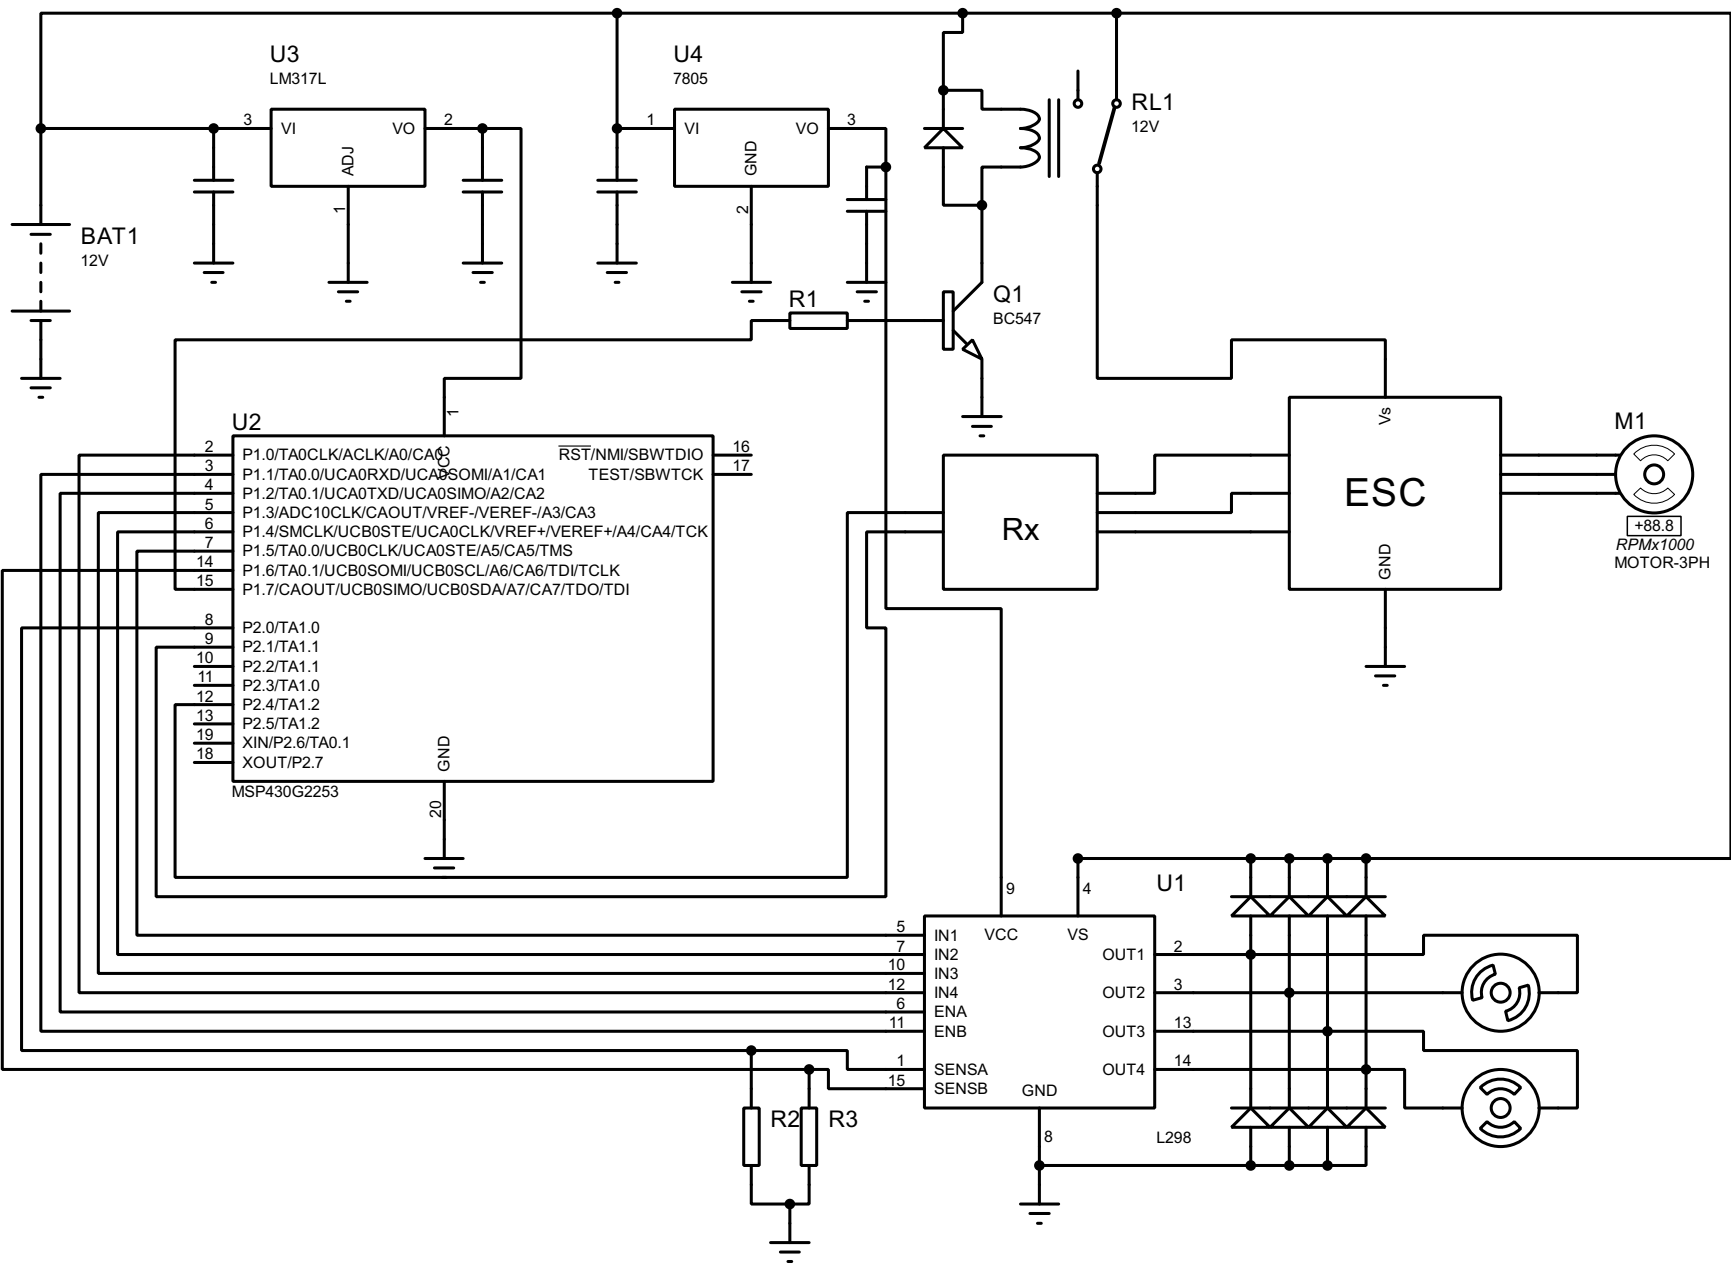 U3
LM317L
3
VI
VO
2
ADJ
1
U4
7805
1
VI
VO
3
GND
2
RL1
12V
BAT1
12V
R1
Q1
BC547
U2
1
VCC
2
P1.0/TA0CLK/ACLK/A0/CA0
3
P1.1/TA0.0/UCA0RXD/UCA0SOMI/A1/CA1
4
P1.2/TA0.1/UCA0TXD/UCA0SIMO/A2/CA2
5
P1.3/ADC10CLK/CAOUT/VREF-/VEREF-/A3/CA3
6
P1.4/SMCLK/UCB0STE/UCA0CLK/VREF+/VEREF+/A4/CA4/TCK
7
P1.5/TA0.0/UCB0CLK/UCA0STE/A5/CA5/TMS
14
P1.6/TA0.1/UCB0SOMI/UCB0SCL/A6/CA6/TDI/TCLK
15
P1.7/CAOUT/UCB0SIMO/UCB0SDA/A7/CA7/TDO/TDI
8
P2.0/TA1.0
9
P2.1/TA1.1
10
P2.2/TA1.1
11
P2.3/TA1.0
12
P2.4/TA1.2
13
P2.5/TA1.2
19
XIN/P2.6/TA0.1
18
XOUT/P2.7
RST/NMI/SBWTDIO
16
TEST/SBWTCK
17
GND
20
MSP430G2253
Rx
Vs
ESC
GND
M1
+88.8
RPMx1000
MOTOR-3PH
U1
9
4
VCC
VS
5
IN1
7
IN2
10
IN3
12
IN4
6
ENA
11
ENB
1
SENSA
15
SENSB
OUT1
2
OUT2
3
OUT3
13
OUT4
14
GND
8
L298
R2
R3